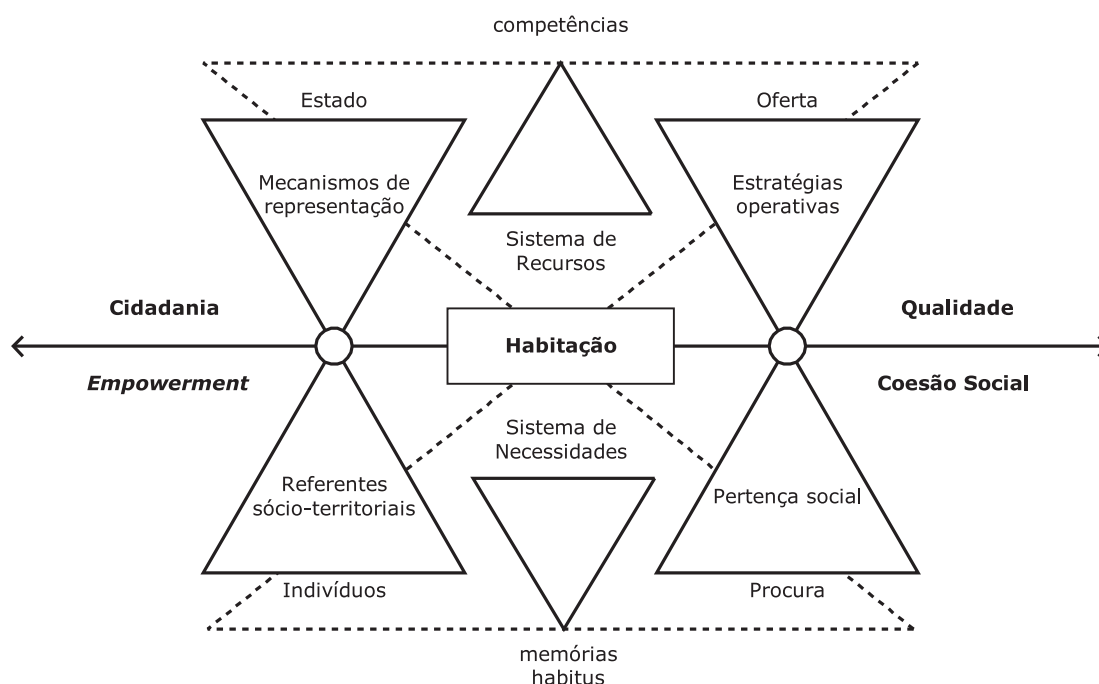 competências
Estado
Oferta
Mecanismos de
representação
Estratégias
operativas
Sistema de
Recursos
Cidadania
Qualidade
Habitação
Empowerment
Coesão Social
Sistema de
Necessidades
Referentes
sócio-territoriais
Pertença social
Indivíduos
Procura
memórias
habitus